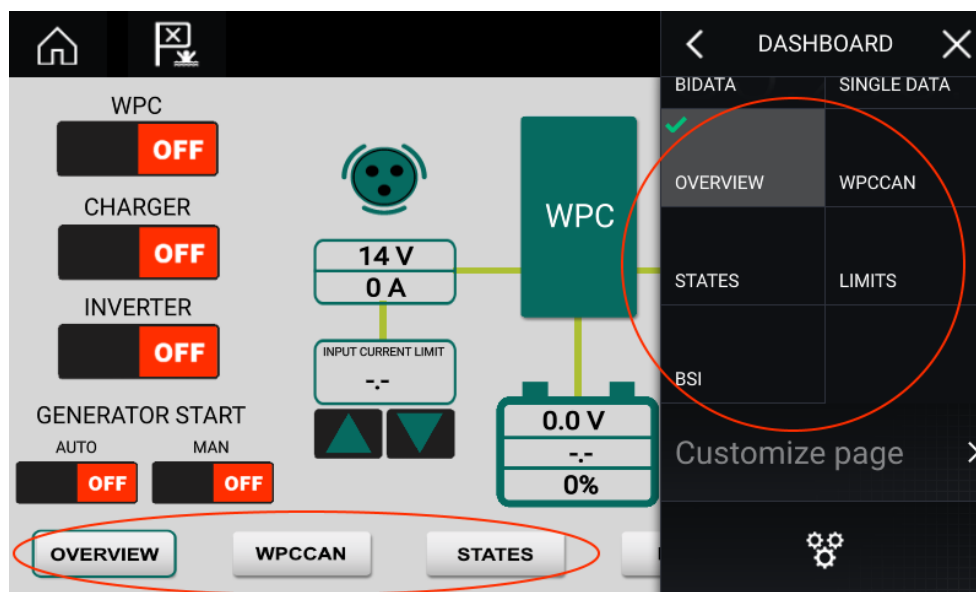 DASHBOARD
WPC
OFF
CHARGER
OFF
INVERTER
OFF
GENERATOR START
AUTO MAN
OFF OFF
14 V
0 A
INPUT CURRENT LIMIT
-.-
WPC
0.0 V
-.-
0%
OVERVIEW WPCCAN STATES
BIDATA SINGLE DATA
OVERVIEW WPCCAN
STATES LIMITS
BSI
Customize page